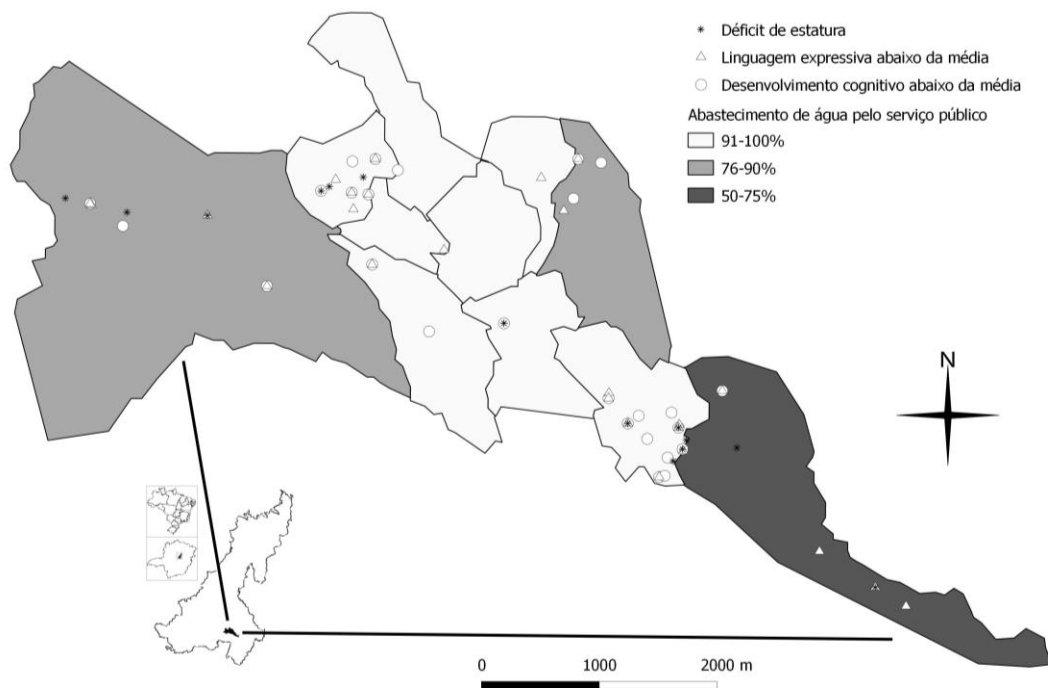 Déficit de estatura
Linguagem expressiva abaixo da média
Desenvolvimento cognitivo abaixo da média
Abastecimento de água pelo serviço público
91-100%
76-90%
50-75%
N
0 1000 2000 m